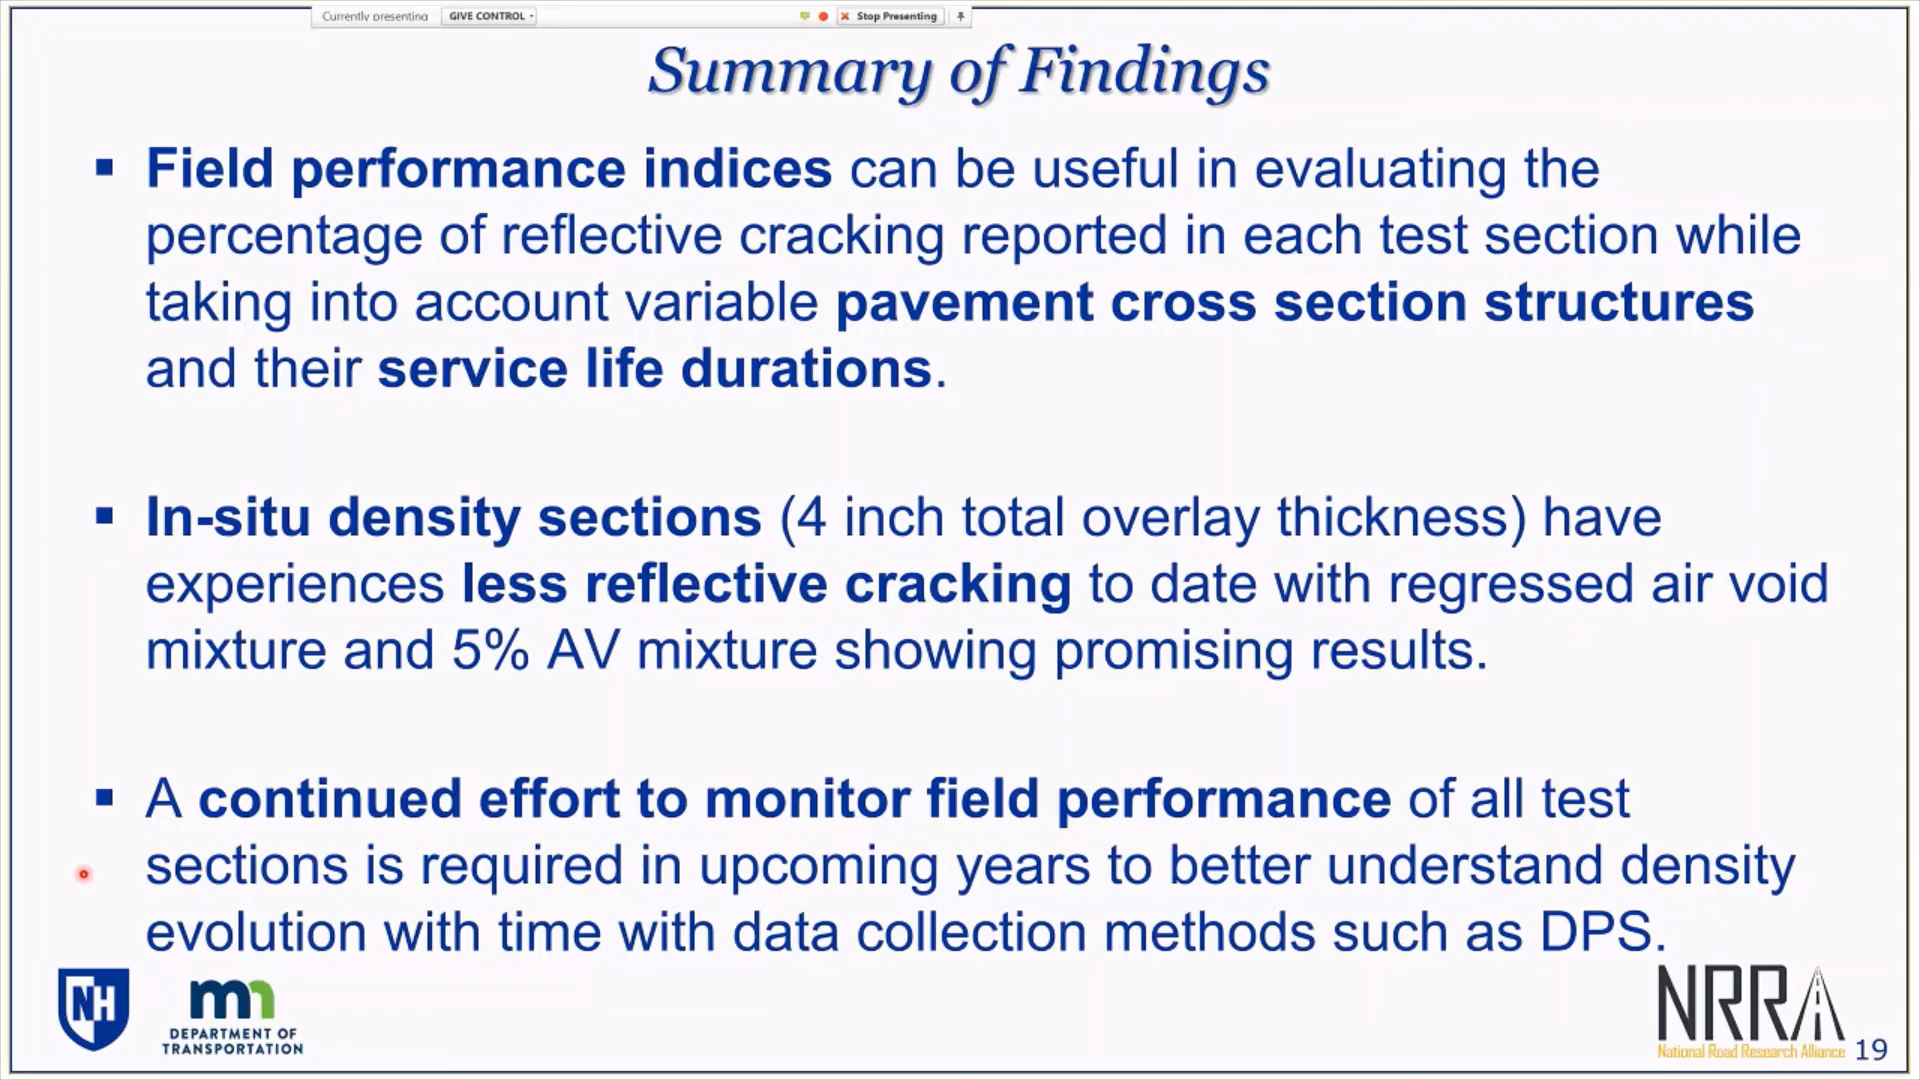 Currently presenting GIVE CONTROL Stop Presenting
Summary of Findings
▪ Field performance indices can be useful in evaluating the
percentage of reflective cracking reported in each test section while
taking into account variable pavement cross section structures
and their service life durations.
▪ In-situ density sections (4 inch total overlay thickness) have
experiences less reflective cracking to date with regressed air void
mixture and 5% AV mixture showing promising results.
▪ A continued effort to monitor field performance of all test
sections is required in upcoming years to better understand density
evolution with time with data collection methods such as DPS.
NH
mn
DEPARTMENT OF
TRANSPORTATION
NRRA
National Road Research Alliance
19